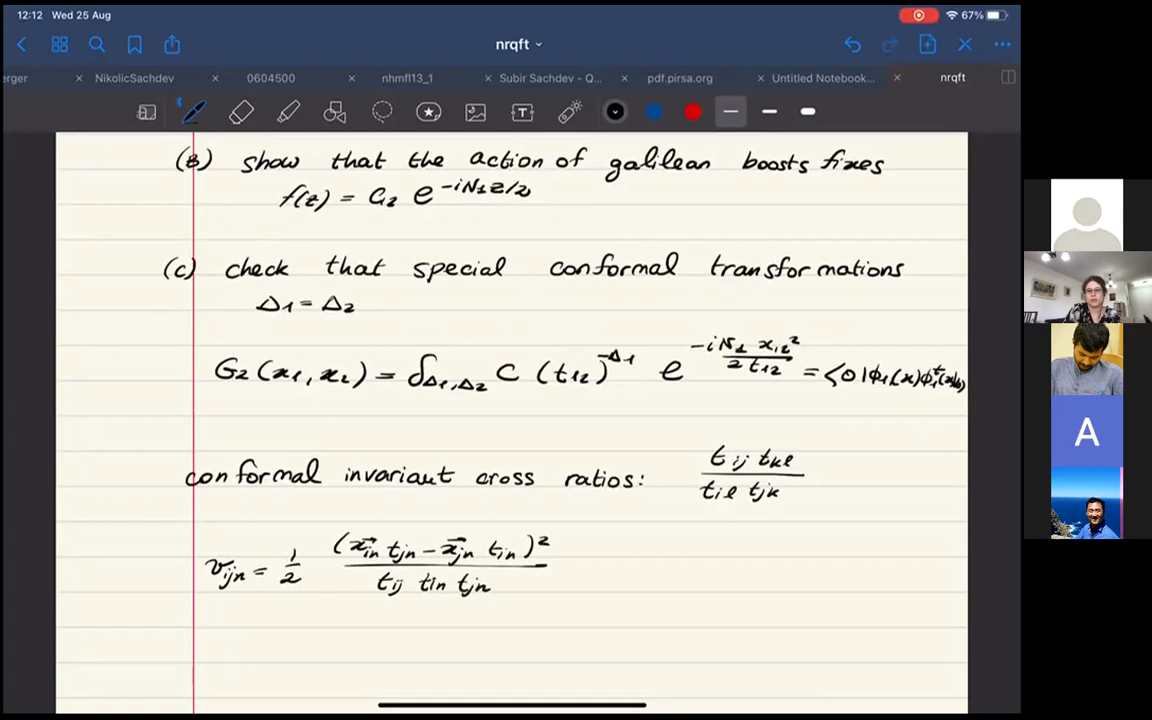 12:12 Wed 25 Aug
67%
nrqft
erger
NikolicSachdev
0604500
nhmfl13_1
Subir Sachdev - Q...
pdf.pirsa.org
Untitled Notebook...
nrqft
(B) show that the action of galilean boosts fixes
f(z) = C₂ e^{-iN₁z/2}
(c) check that special conformal transformations
Δ1 = Δ2
G₂(x₁, x₂) = δ_{Δ1,Δ2} C (t₁₂)^{-Δ1} e^{-iN₁ x₁₂² / 2t₁₂} = <0|ϕ₁(x)ϕ₁†(x₂)
conformal invariant cross ratios: t_{ij} t_{kl} / t_{il} t_{jk}
v_{ijn} = 1/2 (x⃗_{in} t_{jn} - x⃗_{jn} t_{in})² / t_{ij} t_{in} t_{jn}
A